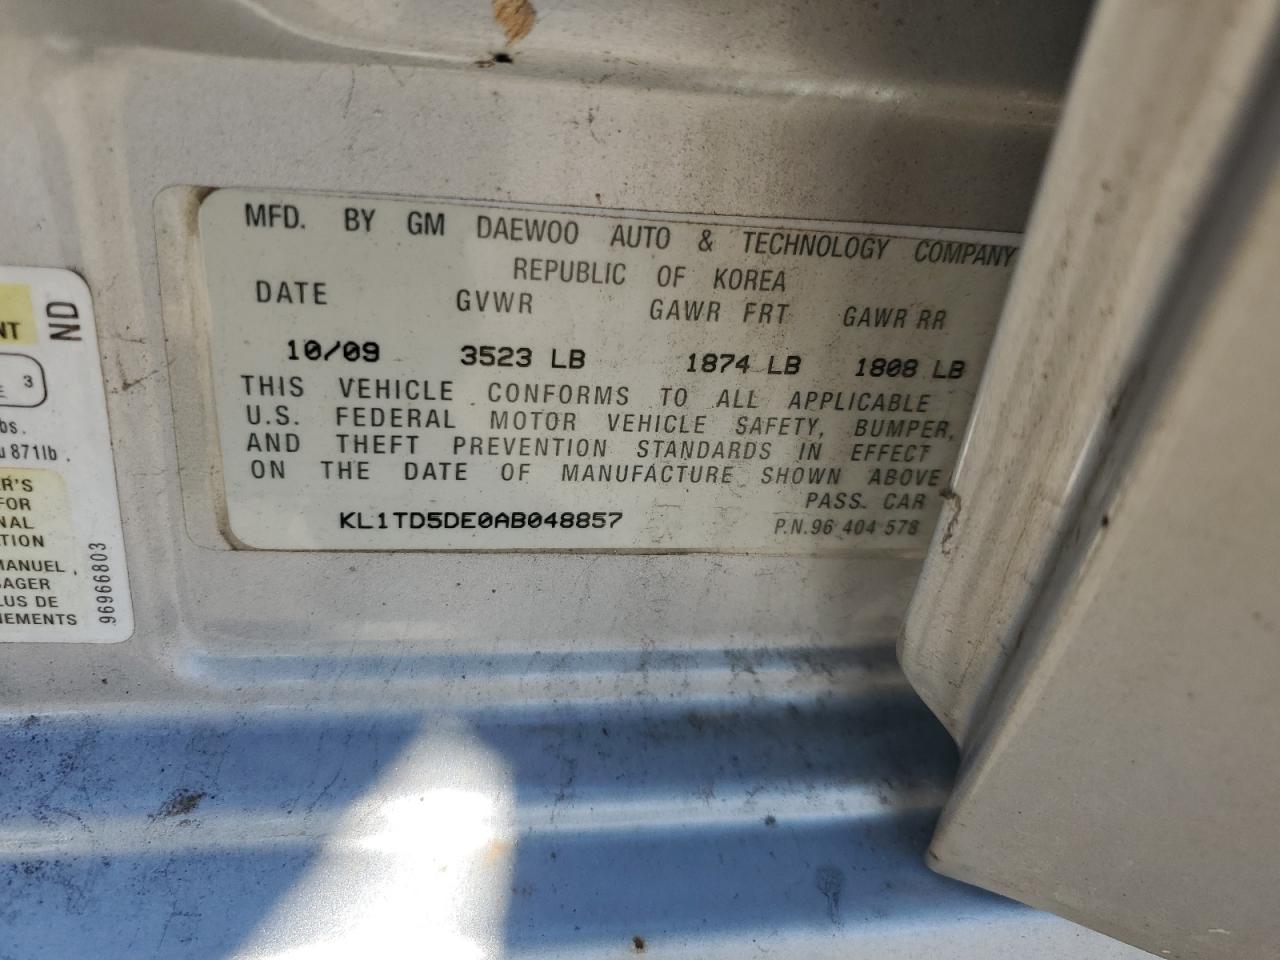 MFD. BY GM DAEWOO AUTO & TECHNOLOGY COMPANY
REPUBLIC OF KOREA
DATE GVWR GAWR FRT GAWR RR
10/09 3523 LB 1874 LB 1808 LB
THIS VEHICLE CONFORMS TO ALL APPLICABLE
U.S. FEDERAL MOTOR VEHICLE SAFETY, BUMPER,
AND THEFT PREVENTION STANDARDS IN EFFECT
ON THE DATE OF MANUFACTURE SHOWN ABOVE
PASS. CAR
KL1TD5DE0AB048857 P.N.96 404 578
NT
ND
3
871lb.
R'S
FOR
NAL
TION
MANUEL,
AGER
LUS DE
NEMENTS
96966803